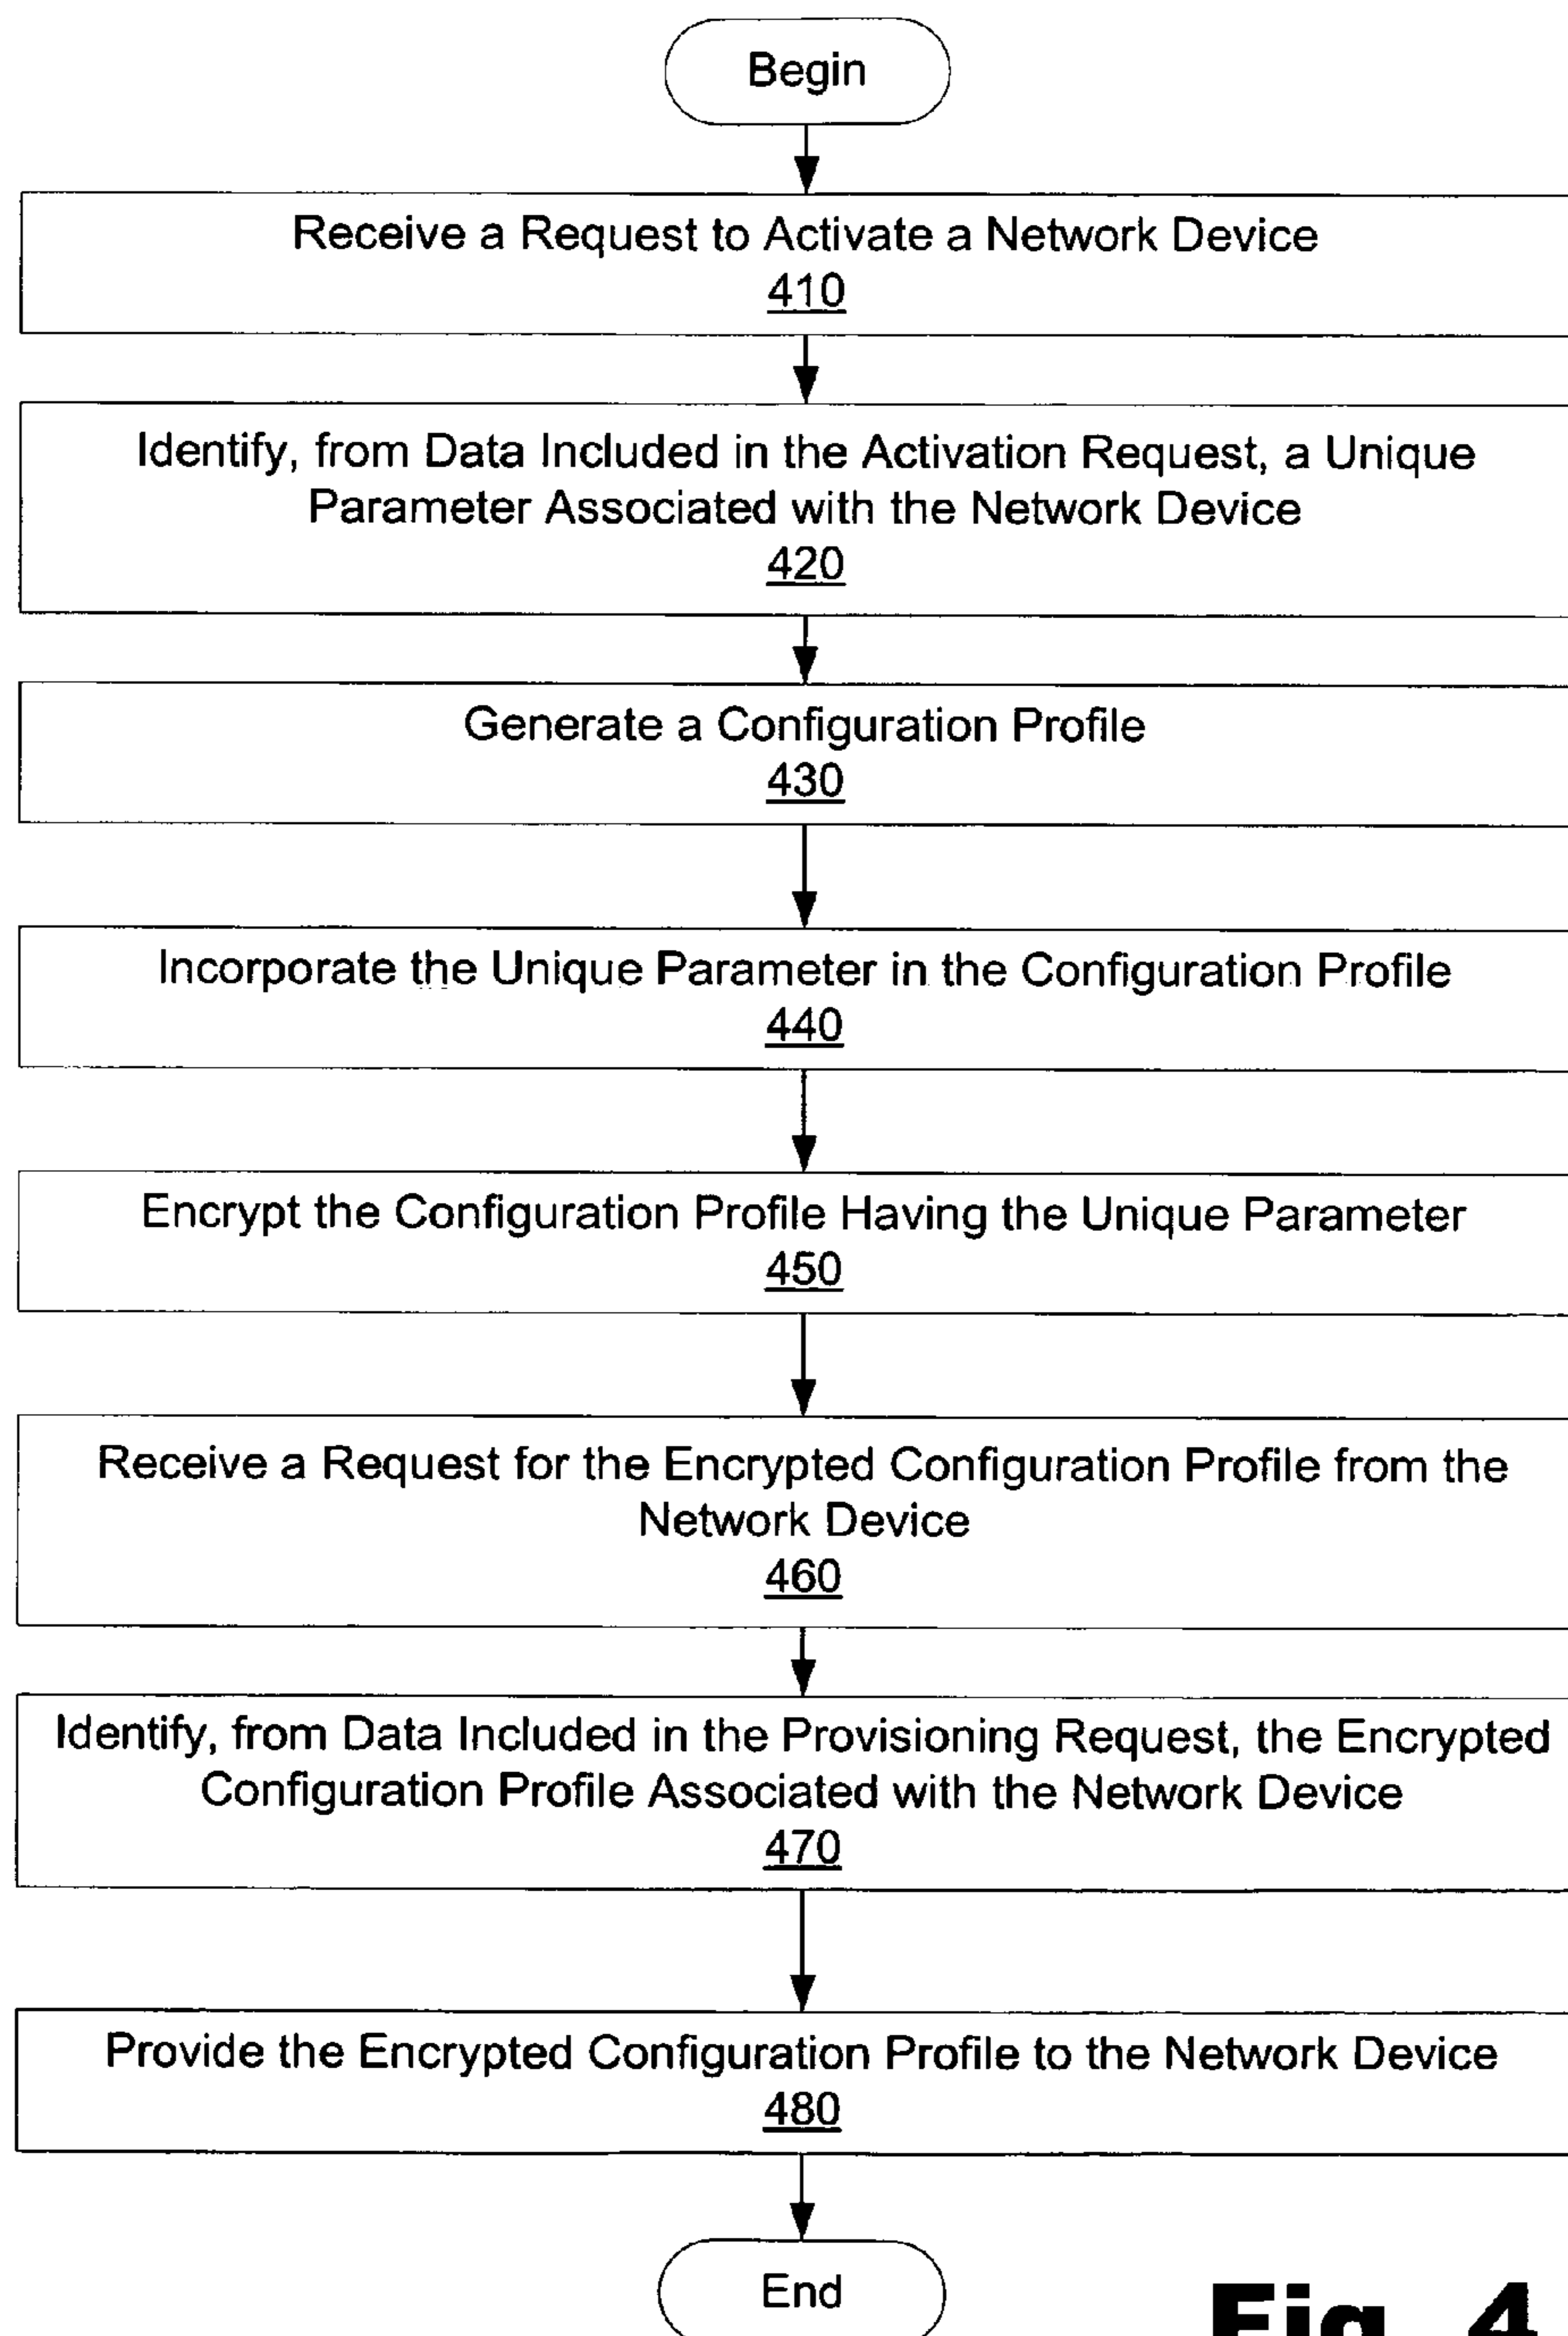 Begin
Receive a Request to Activate a Network Device
410
Identify, from Data Included in the Activation Request, a Unique
Parameter Associated with the Network Device
420
Generate a Configuration Profile
430
Incorporate the Unique Parameter in the Configuration Profile
440
Encrypt the Configuration Profile Having the Unique Parameter
450
Receive a Request for the Encrypted Configuration Profile from the
Network Device
460
Identify, from Data Included in the Provisioning Request, the Encrypted
Configuration Profile Associated with the Network Device
470
Provide the Encrypted Configuration Profile to the Network Device
480
End
Fig. 4